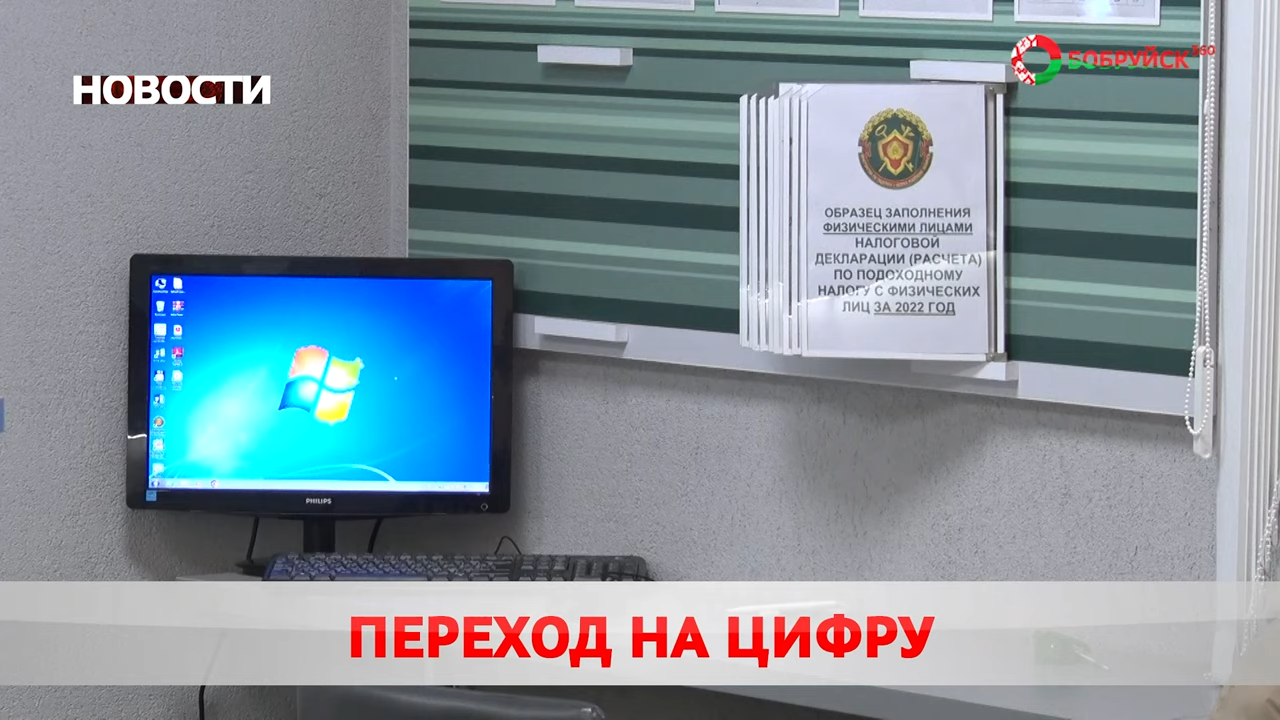 НОВОСТИ
БОБРУЙСК 360
ОБРАЗЕЦ ЗАПОЛНЕНИЯ
ФИЗИЧЕСКИМИ ЛИЦАМИ
НАЛОГОВОЙ
ДЕКЛАРАЦИИ (РАСЧЕТА)
ПО ПОДОХОДНОМУ
НАЛОГУ С ФИЗИЧЕСКИХ
ЛИЦ ЗА 2022 ГОД
PHILIPS
ПЕРЕХОД НА ЦИФРУ